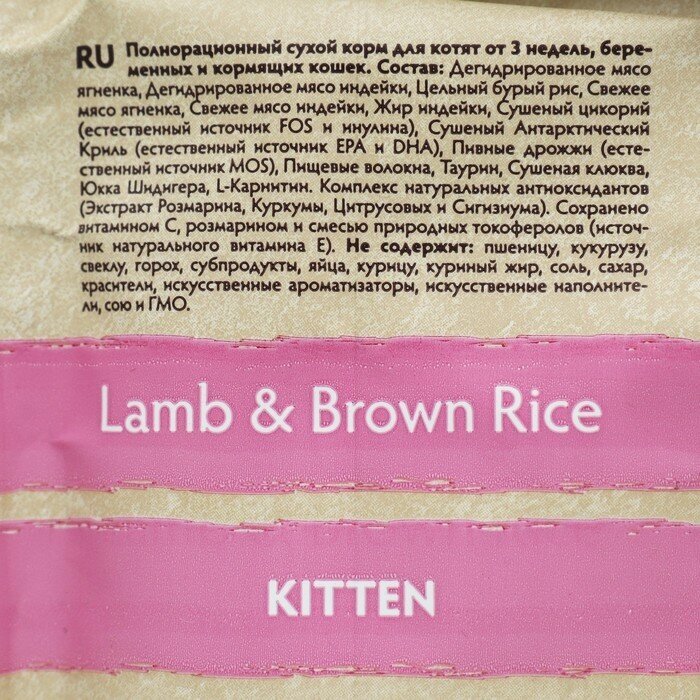 RU Полнорационный сухой корм для котят от 3 недель, бере-
менных и кормящих кошек. Состав: Дегидрированное мясо
ягненка, Дегидрированное мясо индейки, Цельный бурый рис, Свежее
мясо ягненка, Свежее мясо индейки, Жир индейки, Сушеный цикорий
(естественный источник FOS и инулина), Сушеный Антарктический
Криль (естественный источник EPA и DHA), Пивные дрожжи (есте-
ственный источник MOS), Пищевые волокна, Таурин, Сушеная клюква,
Юкка Шидигера, L-Карнитин. Комплекс натуральных антиоксидантов
(Экстракт Розмарина, Куркумы, Цитрусовых и Сигизиума). Сохранено
витамином С, розмарином и смесью природных токоферолов (источ-
ник натурального витамина Е). Не содержит: пшеницу, кукурузу,
свеклу, горох, субпродукты, яйца, курицу, куриный жир, соль, сахар,
красители, искусственные ароматизаторы, искусственные наполните-
ли, сою и ГМО.
Lamb & Brown Rice
KITTEN